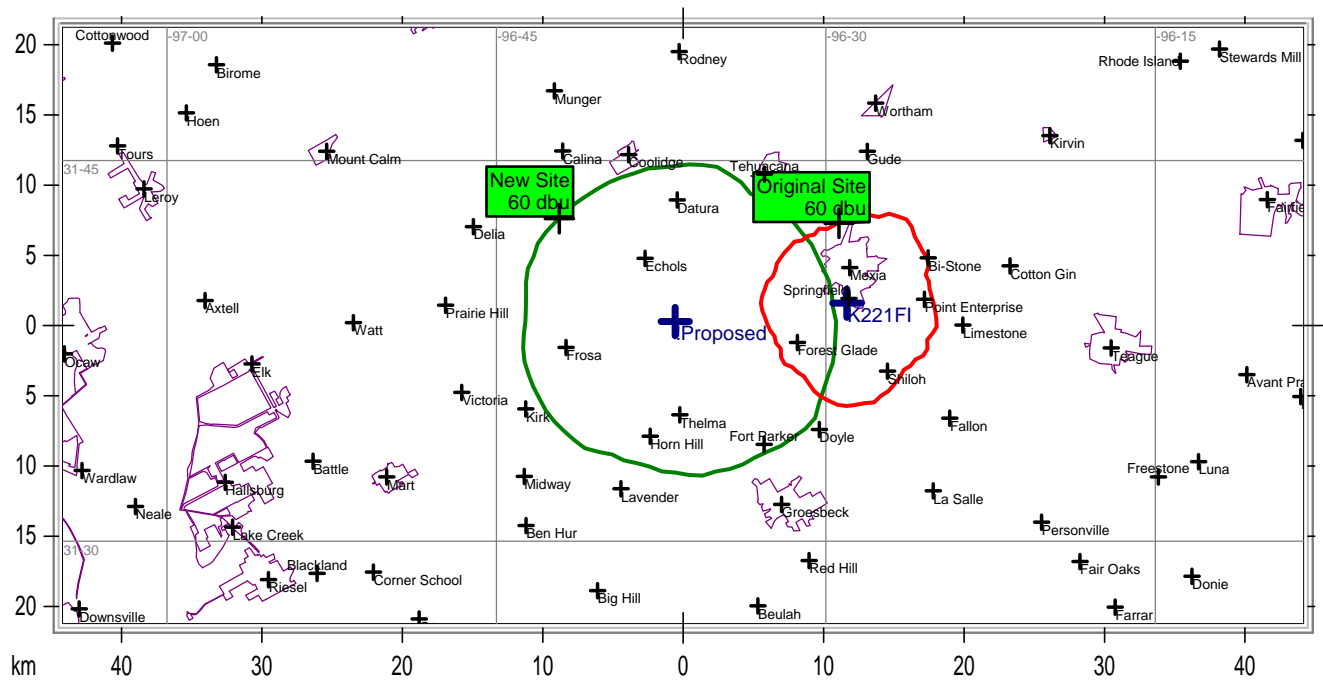 20
15
10
5
0
5
10
15
20
km
40
30
20
10
0
10
20
30
40
-97-00
-96-45
-96-30
-96-15
31-45
31-30
Cottonwood
Birome
Hoen
Tours
Leroy
Mount Calm
Rodney
Munger
Calina
Coolidge
Tehuacana
Wortham
Gude
Kirvin
Rhode Island
Stewards Mill
Fairfie
New Site
60 dbu
Original Site
60 dbu
Datura
Delia
Echols
Mexia
Bi-Stone
Cotton Gin
Springfield
Point Enterprise
K221FI
Limestone
Axtell
Prairie Hill
Watt
Proposed
Frosa
Forest Glade
Shiloh
Teague
Ocaw
Elk
Avant Pra
Victoria
Kirk
Thelma
Horn Hill
Fort Parker
Doyle
Fallon
Wardlaw
Battle
Hallsburg
Mart
Midway
Lavender
Freestone
Luna
Neale
Groesbeck
La Salle
Lake Creek
Ben Hur
Personville
Blackland
Riesel
Corner School
Red Hill
Fair Oaks
Donie
Big Hill
Beulah
Farrar
Downsville